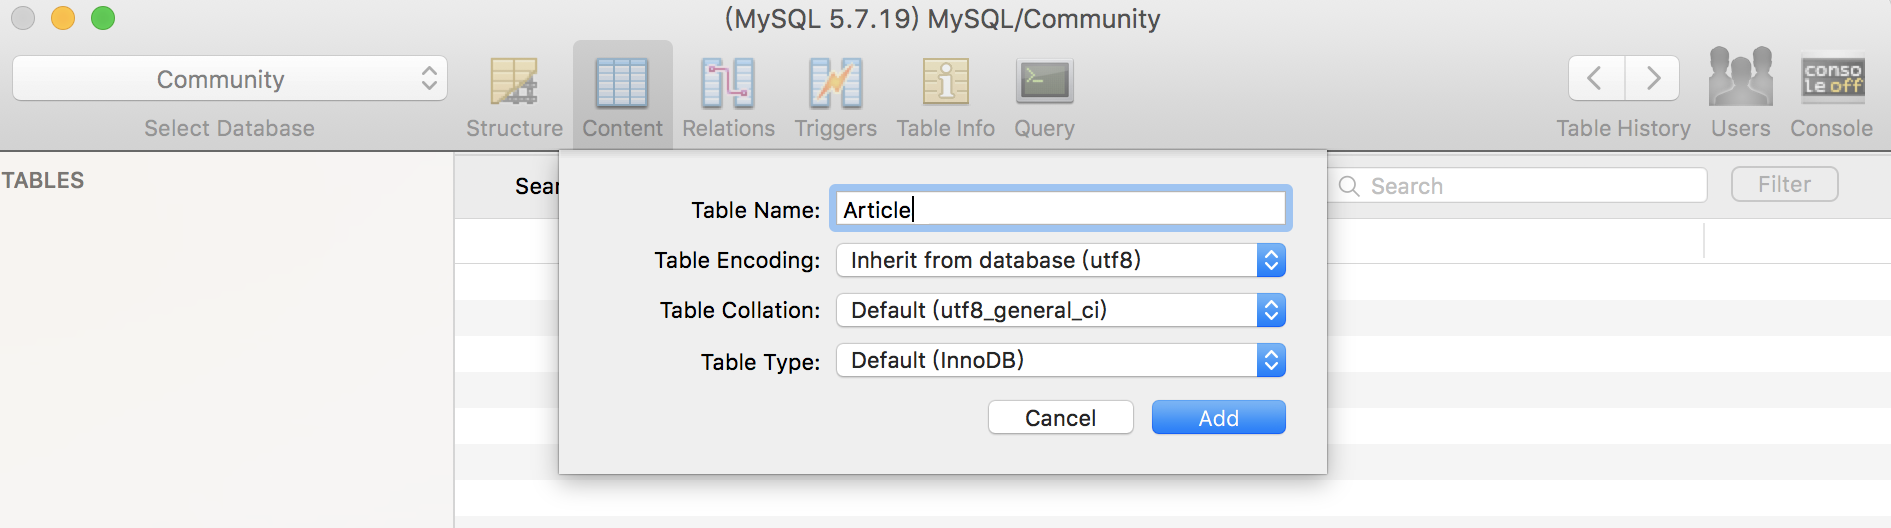 (MySQL 5.7.19) MySQL/Community
Community
Select Database
Structure
Content
Relations
Triggers
Table Info
Query
Table History
Users
conso
leoff
Console
TABLES
Sear
Search
Filter
Table Name: Article
Table Encoding: Inherit from database (utf8)
Table Collation: Default (utf8_general_ci)
Table Type: Default (InnoDB)
Cancel
Add